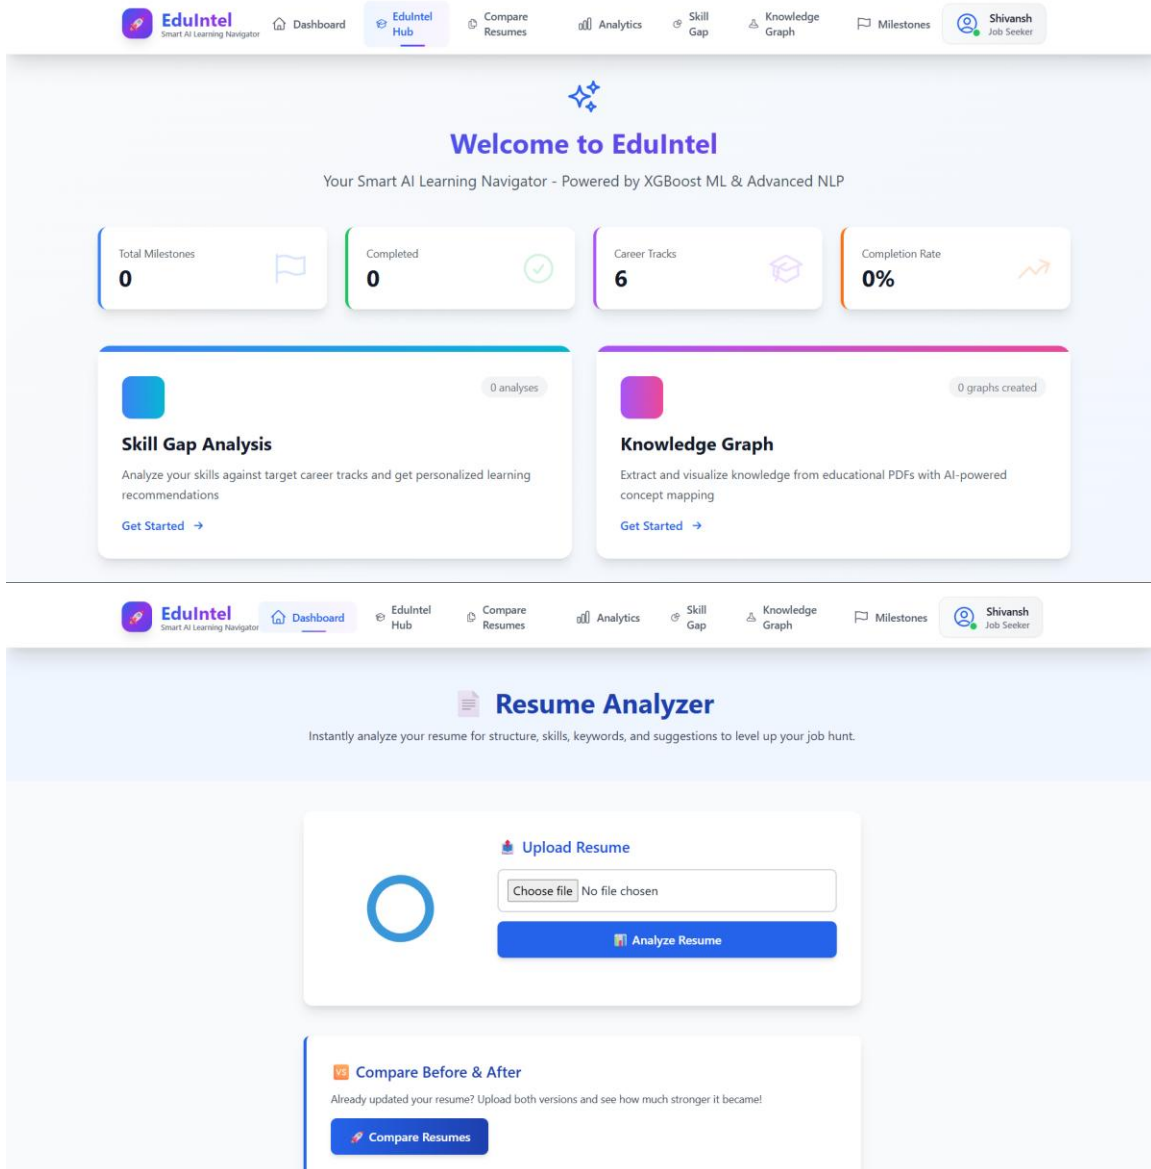 EduIntel
Smart AI Learning Navigator
Dashboard
EduIntel
Hub
Compare
Resumes
Analytics
Skill
Gap
Knowledge
Graph
Milestones
Shivansh
Job Seeker
Welcome to EduIntel
Your Smart AI Learning Navigator - Powered by XGBoost ML & Advanced NLP
Total Milestones
0
Completed
0
Career Tracks
6
Completion Rate
0%
0 analyses
Skill Gap Analysis
Analyze your skills against target career tracks and get personalized learning
recommendations
Get Started →
0 graphs created
Knowledge Graph
Extract and visualize knowledge from educational PDFs with AI-powered
concept mapping
Get Started →
EduIntel
Smart AI Learning Navigator
Dashboard
EduIntel
Hub
Compare
Resumes
Analytics
Skill
Gap
Knowledge
Graph
Milestones
Shivansh
Job Seeker
Resume Analyzer
Instantly analyze your resume for structure, skills, keywords, and suggestions to level up your job hunt.
Upload Resume
Choose file No file chosen
Analyze Resume
VS Compare Before & After
Already updated your resume? Upload both versions and see how much stronger it became!
Compare Resumes